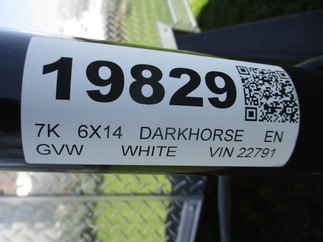 19829
7K 6X14 DARKHORSE EN
GVW WHITE VIN 22791